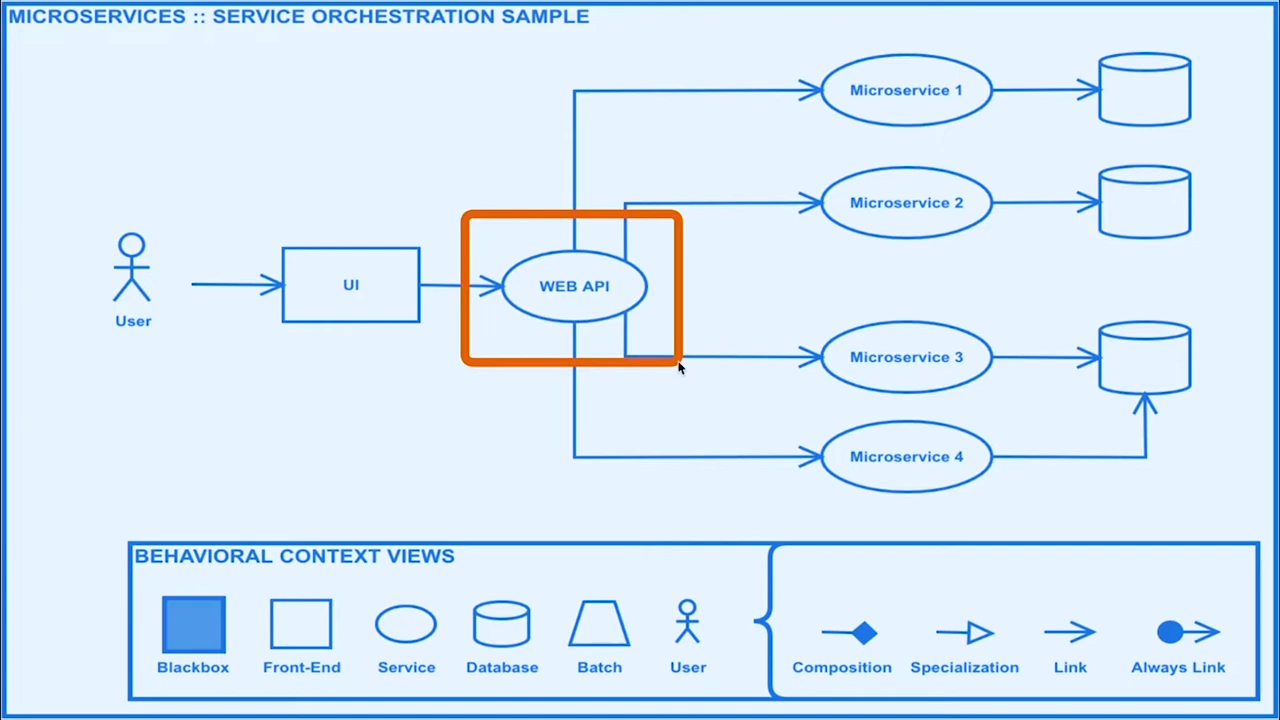 MICROSERVICES :: SERVICE ORCHESTRATION SAMPLE
Microservice 1
Microservice 2
User
UI
WEB API
Microservice 3
Microservice 4
BEHAVIORAL CONTEXT VIEWS
Blackbox
Front-End
Service
Database
Batch
User
Composition
Specialization
Link
Always Link